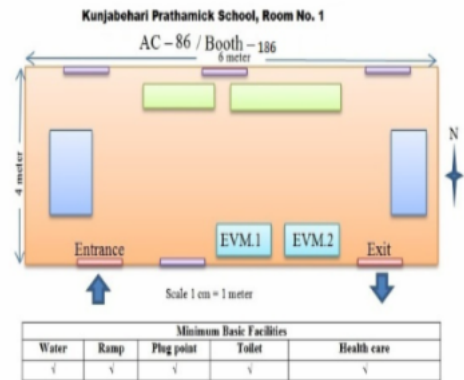 Kunjabehari Prathamick School, Room No. 1
AC – 86 / Booth – 186
6 meter
4 meter
N
EVM.1
EVM.2
Entrance
Exit
Scale 1 cm = 1 meter
Minimum Basic Facilities
Water Ramp Plug point Toilet Health care
√ √ √ √ √